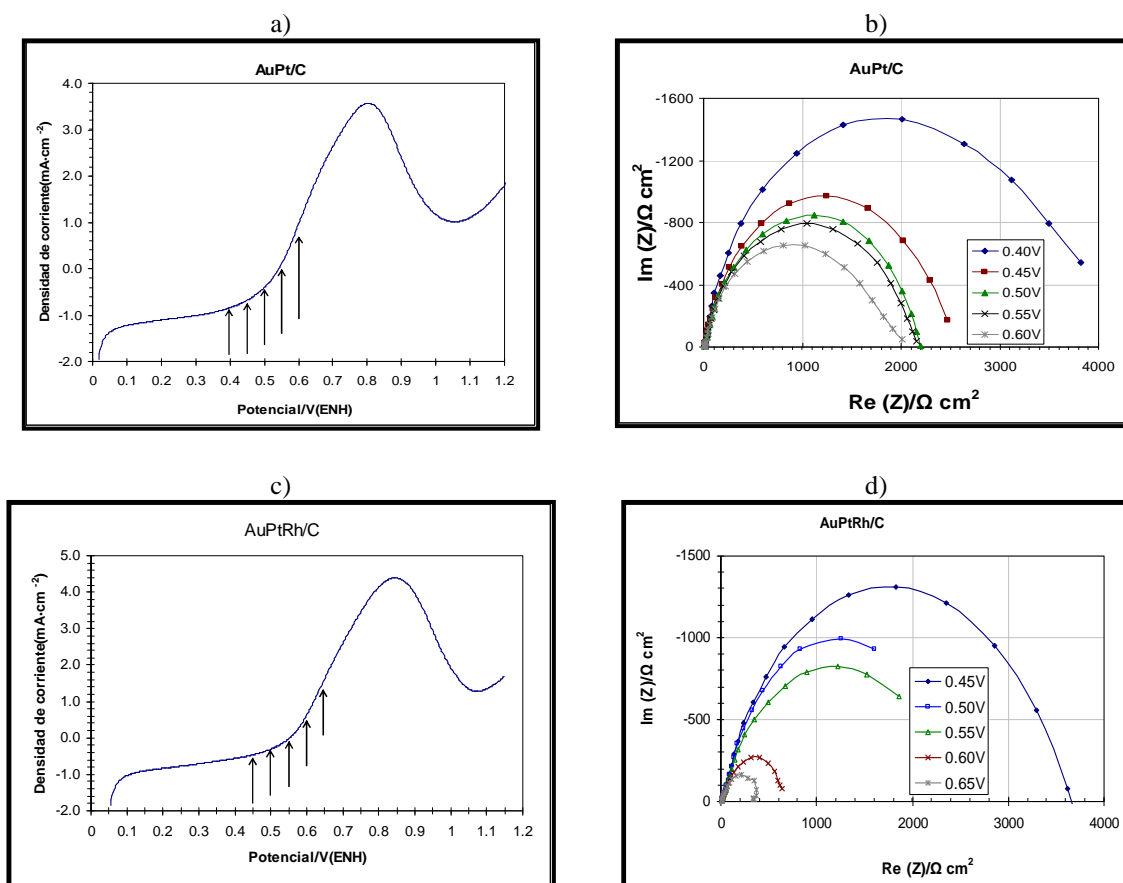 a)
AuPt/C
Densidad de corriente(mA·cm⁻²)
4.0
3.0
2.0
1.0
0.0
-1.0
-2.0
0 0.1 0.2 0.3 0.4 0.5 0.6 0.7 0.8 0.9 1 1.1 1.2
Potencial/V(ENH)
b)
AuPt/C
Im (Z)/Ω cm²
-1600
-1200
-800
-400
0
0 1000 2000 3000 4000
Re (Z)/Ω cm²
0.40V
0.45V
0.50V
0.55V
0.60V
c)
AuPtRh/C
Densidad de corriente(mA·cm⁻²)
5.0
4.0
3.0
2.0
1.0
0.0
-1.0
-2.0
0 0.1 0.2 0.3 0.4 0.5 0.6 0.7 0.8 0.9 1 1.1 1.2
Potencial/V(ENH)
d)
AuPtRh/C
Im (Z)/Ω cm²
-1500
-1000
-500
0
0 1000 2000 3000 4000
Re (Z)/Ω cm²
0.45V
0.50V
0.55V
0.60V
0.65V